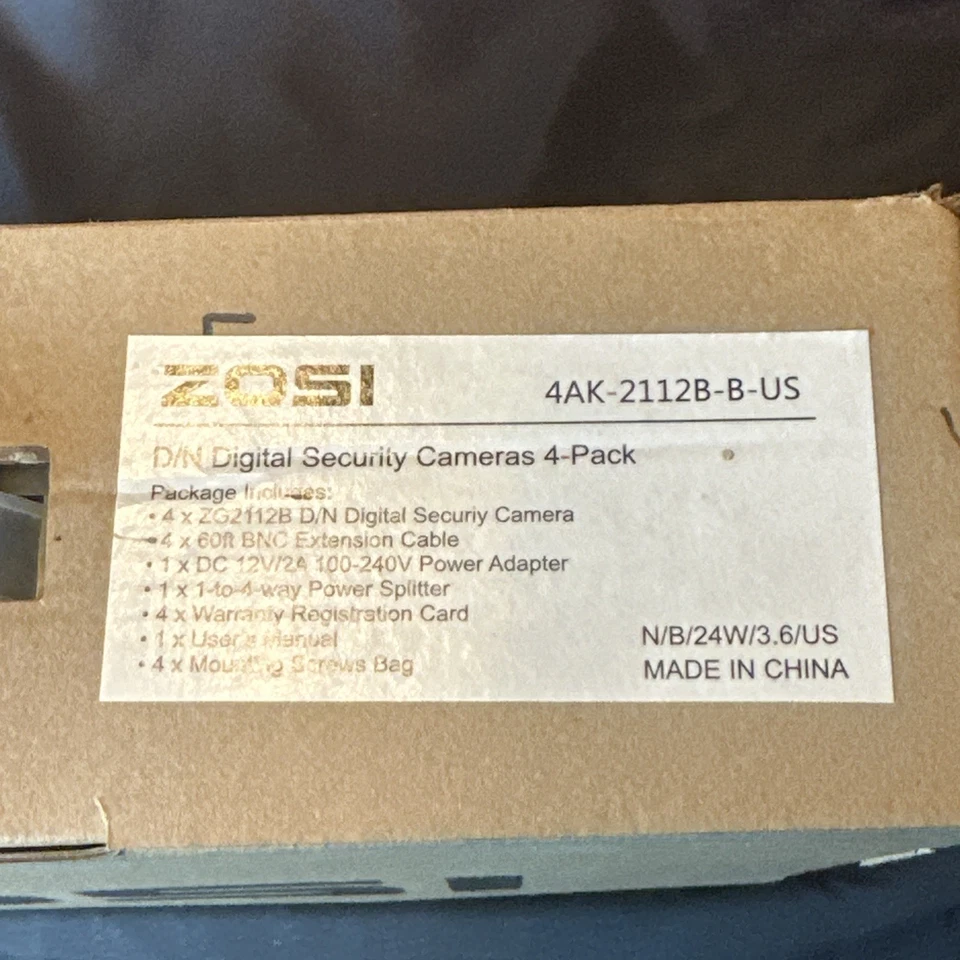 ZOSI
4AK-2112B-B-US
D/N Digital Security Cameras 4-Pack
Package Includes:
• 4 x ZG2112B D/N Digital Securiy Camera
• 4 x 60ft BNC Extension Cable
• 1 x DC 12V/2A 100-240V Power Adapter
• 1 x 1-to-4-way Power Splitter
• 4 x Warranty Registration Card
• 1 x User's Manual
• 4 x Mounting Screws Bag
N/B/24W/3.6/US
MADE IN CHINA